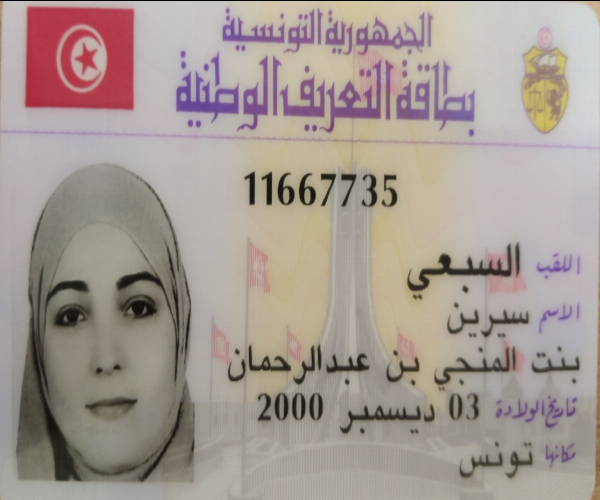 الجمهورية التونسية
بطاقة التعريف الوطنية
11667735
اللقب السبعي
الاسم سيرين
بنت المنجي بن عبدالرحمان
تاريخ الولادة 03 ديسمبر 2000
مكانها تونس